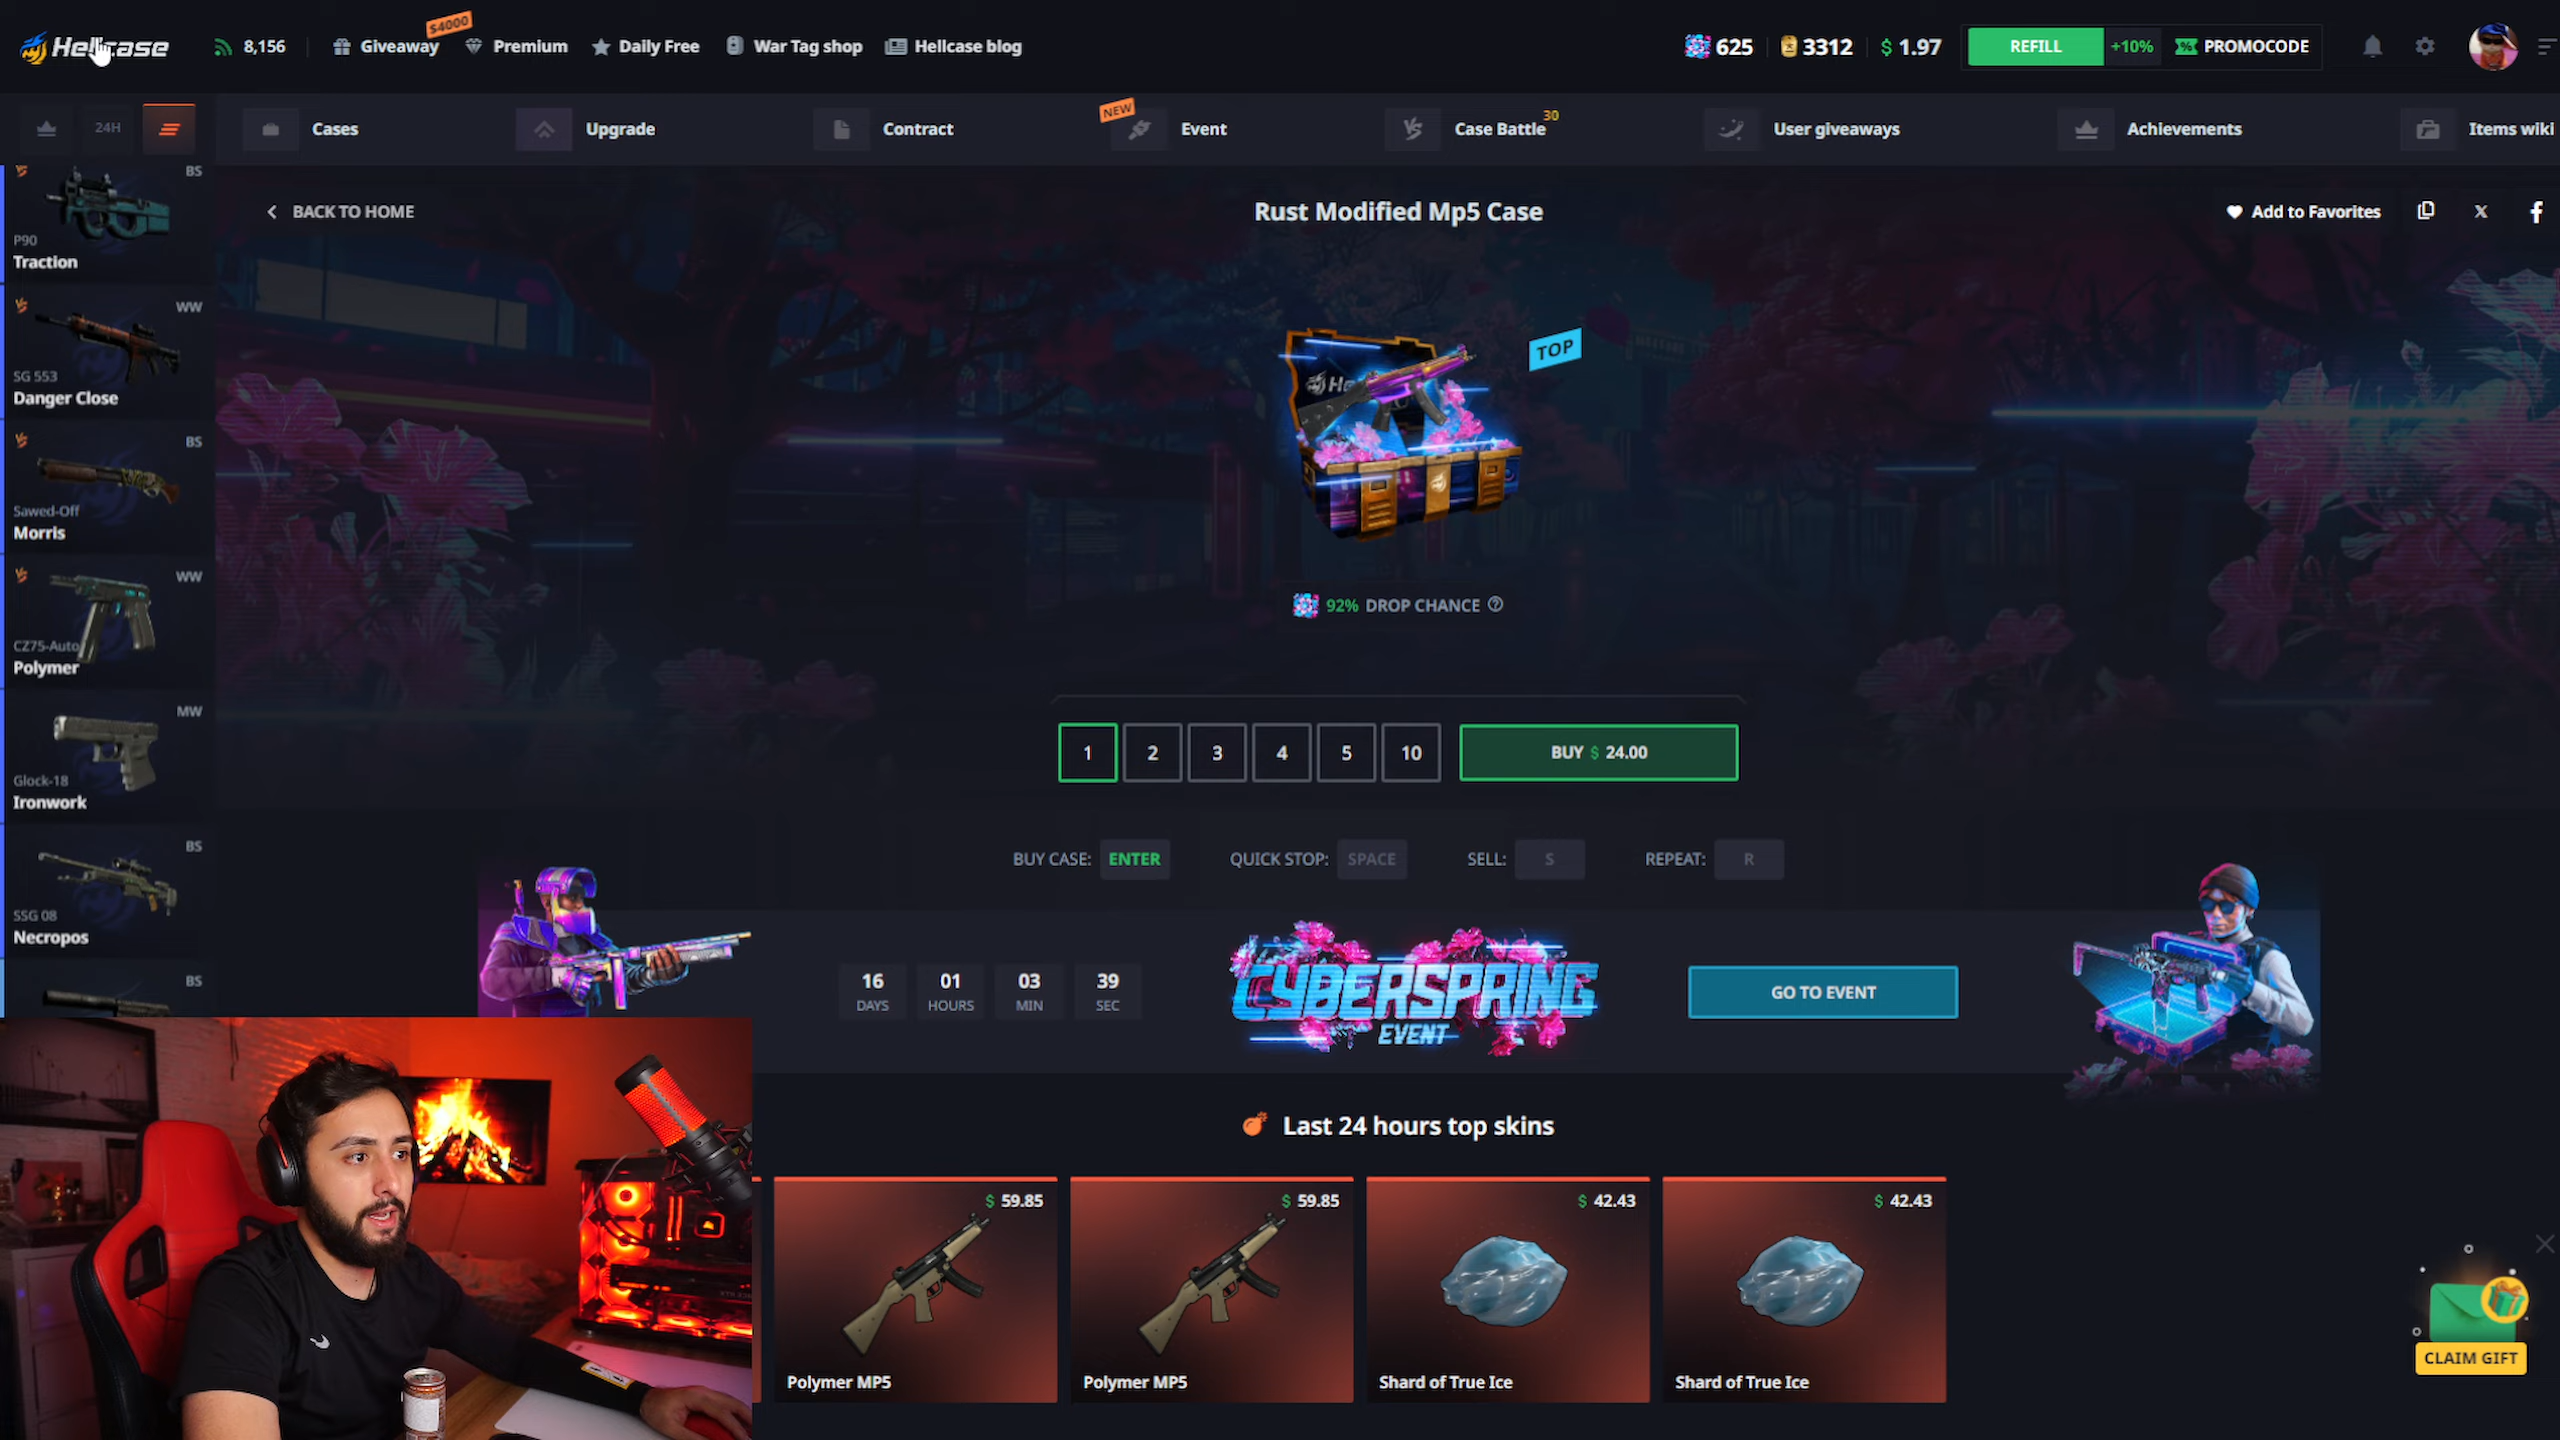 Hellcase
8,156
Giveaway
$4000
Premium
Daily Free
War Tag shop
Hellcase blog
625
3312
$ 1.97
REFILL
+10%
PROMOCODE
24H
Cases
Upgrade
Contract
NEW
Event
Case Battle
30
User giveaways
Achievements
Items wiki
BACK TO HOME
Rust Modified Mp5 Case
Add to Favorites
BS
P90
Traction
WW
SG 553
Danger Close
BS
Sawed-Off
Morris
WW
CZ75-Auto
Polymer
MW
Glock-18
Ironwork
BS
SSG 08
Necropos
BS
TOP
92% DROP CHANCE
1
2
3
4
5
10
BUY $ 24.00
BUY CASE: ENTER
QUICK STOP: SPACE
SELL: S
REPEAT: R
16 DAYS
01 HOURS
03 MIN
39 SEC
CYBERSPRING
EVENT
GO TO EVENT
Last 24 hours top skins
$ 59.85
Polymer MP5
$ 59.85
Polymer MP5
$ 42.43
Shard of True Ice
$ 42.43
Shard of True Ice
CLAIM GIFT